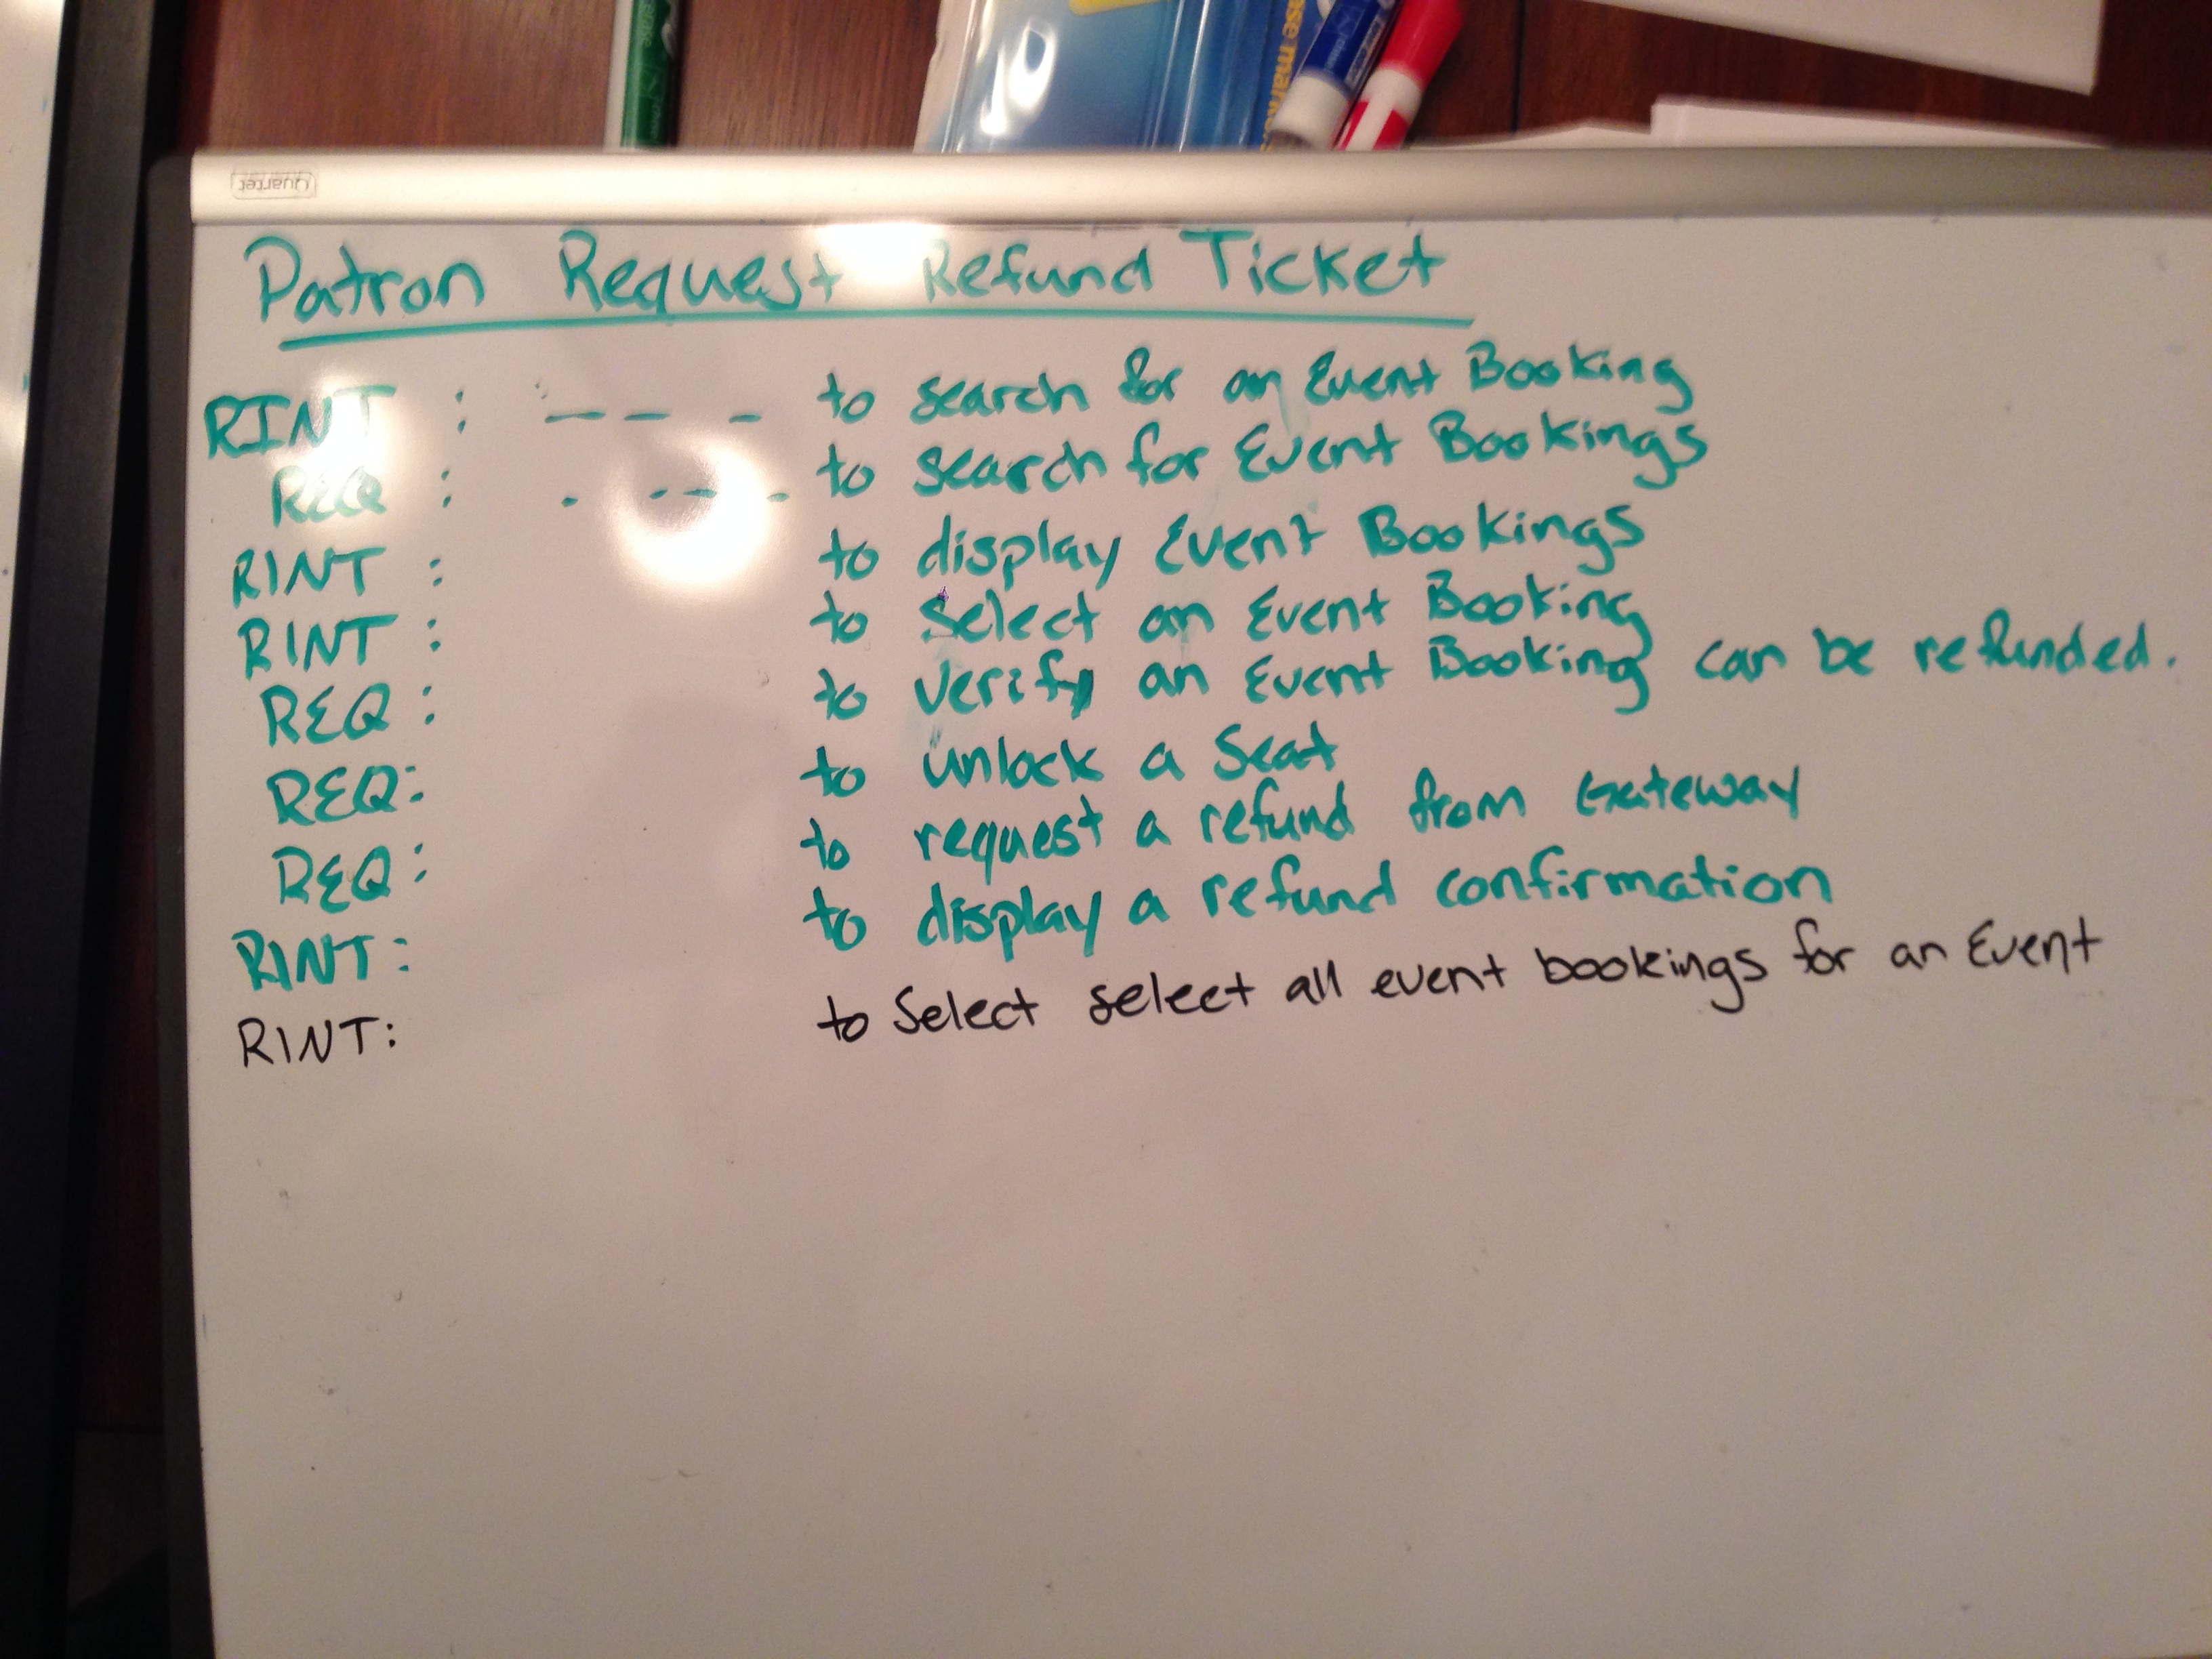 Quartet
Patron Request Refund Ticket
RINT : — — — to search for an Event Booking
REQ : - - - - to search for Event Bookings
RINT : to display Event Bookings
RINT : to Select an Event Booking
REQ : to verify an Event Booking can be refunded.
REQ: to unlock a Seat
REQ: to request a refund from Gateway
RINT: to display a refund confirmation
RINT: to Select select all event bookings for an Event